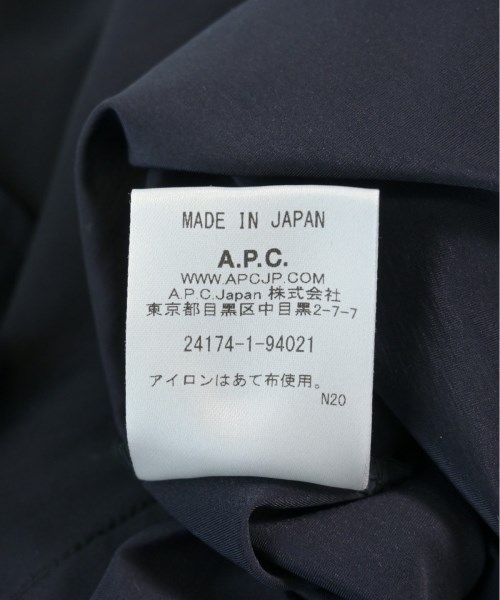 MADE IN JAPAN
A.P.C.
WWW.APCJP.COM
A.P.C.Japan 株式会社
東京都目黒区中目黒2-7-7
24174-1-94021
アイロンはあて布使用。
N20